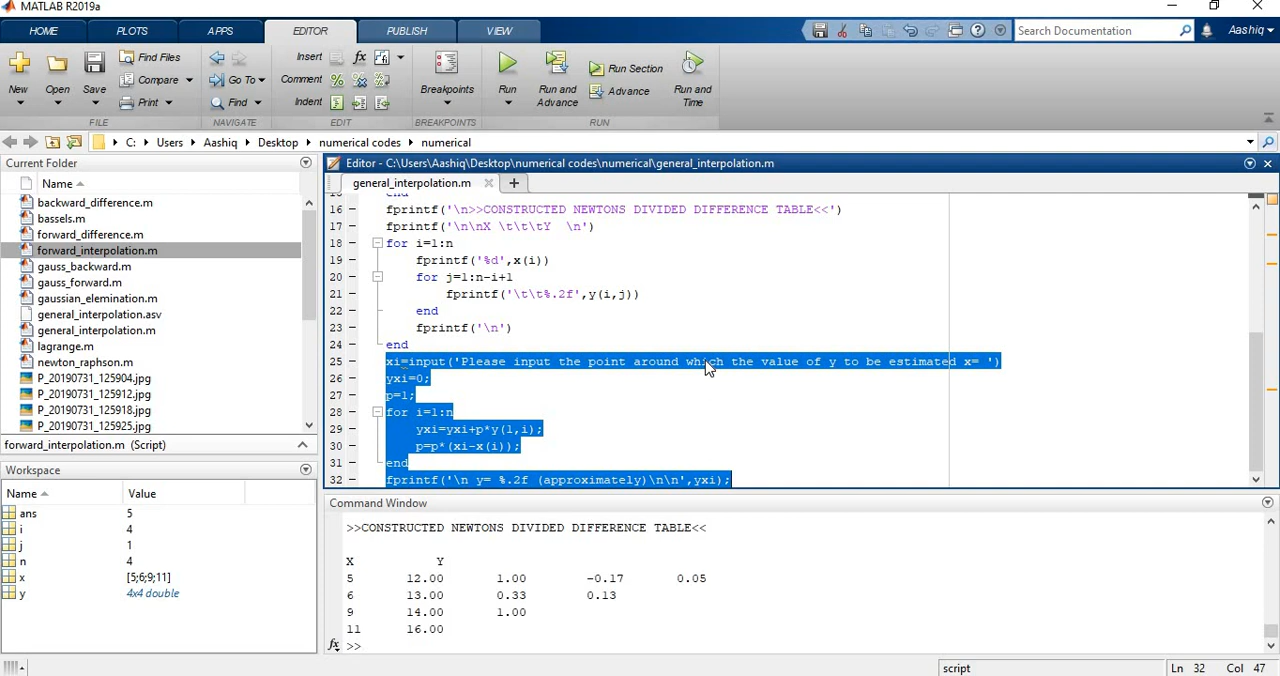 MATLAB R2019a
HOME PLOTS APPS EDITOR PUBLISH VIEW Search Documentation Aashiq
New Open Save Find Files Compare Print
Insert Comment Indent
Go To Find
Breakpoints Run Run and Advance Run Section Advance Run and Time
FILE NAVIGATE EDIT BREAKPOINTS RUN
C: Users Aashiq Desktop numerical codes numerical
Current Folder
Name
backward_difference.m
bassels.m
forward_difference.m
forward_interpolation.m
gauss_backward.m
gauss_forward.m
gaussian_elemination.m
general_interpolation.asv
general_interpolation.m
lagrange.m
newton_raphson.m
P_20190731_125904.jpg
P_20190731_125912.jpg
P_20190731_125918.jpg
P_20190731_125925.jpg
forward_interpolation.m (Script)
Workspace
Name Value
ans 5
i 4
j 1
n 4
x [5;6;9;11]
y 4x4 double
Editor - C:\Users\Aashiq\Desktop\numerical codes\numerical\general_interpolation.m
general_interpolation.m
16 fprintf('\n>>CONSTRUCTED NEWTONS DIVIDED DIFFERENCE TABLE<<')
17 fprintf('\n\nX \t\t\tY  \n')
18 for i=1:n
19 fprintf('%d',x(i))
20 for j=1:n-i+1
21 fprintf('\t\t%.2f',y(i,j))
22 end
23 fprintf('\n')
24 end
25 xi=input('Please input the point around which the value of y to be estimated x= ')
26 yxi=0;
27 p=1;
28 for i=1:n
29 yxi=yxi+p*y(1,i);
30 p=p*(xi-x(i));
31 end
32 fprintf('\n y= %.2f (approximately)\n\n',yxi);
Command Window
>>CONSTRUCTED NEWTONS DIVIDED DIFFERENCE TABLE<<
X Y
5 12.00 1.00 -0.17 0.05
6 13.00 0.33 0.13
9 14.00 1.00
11 16.00
fx >>
script Ln 32 Col 47